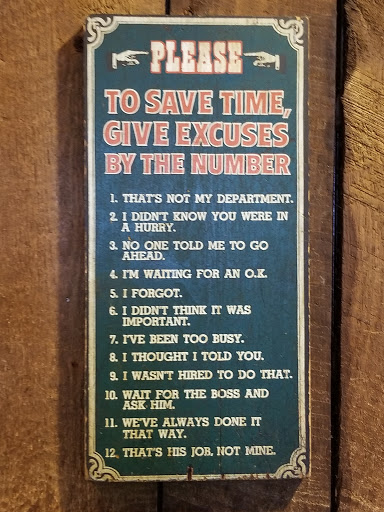 PLEASE
TO SAVE TIME,
GIVE EXCUSES
BY THE NUMBER
1. THAT'S NOT MY DEPARTMENT.
2. I DIDN'T KNOW YOU WERE IN
A HURRY.
3. NO ONE TOLD ME TO GO
AHEAD.
4. I'M WAITING FOR AN O.K.
5. I FORGOT.
6. I DIDN'T THINK IT WAS
IMPORTANT.
7. I'VE BEEN TOO BUSY.
8. I THOUGHT I TOLD YOU.
9. I WASN'T HIRED TO DO THAT.
10. WAIT FOR THE BOSS AND
ASK HIM.
11. WE'VE ALWAYS DONE IT
THAT WAY.
12. THAT'S HIS JOB, NOT MINE.